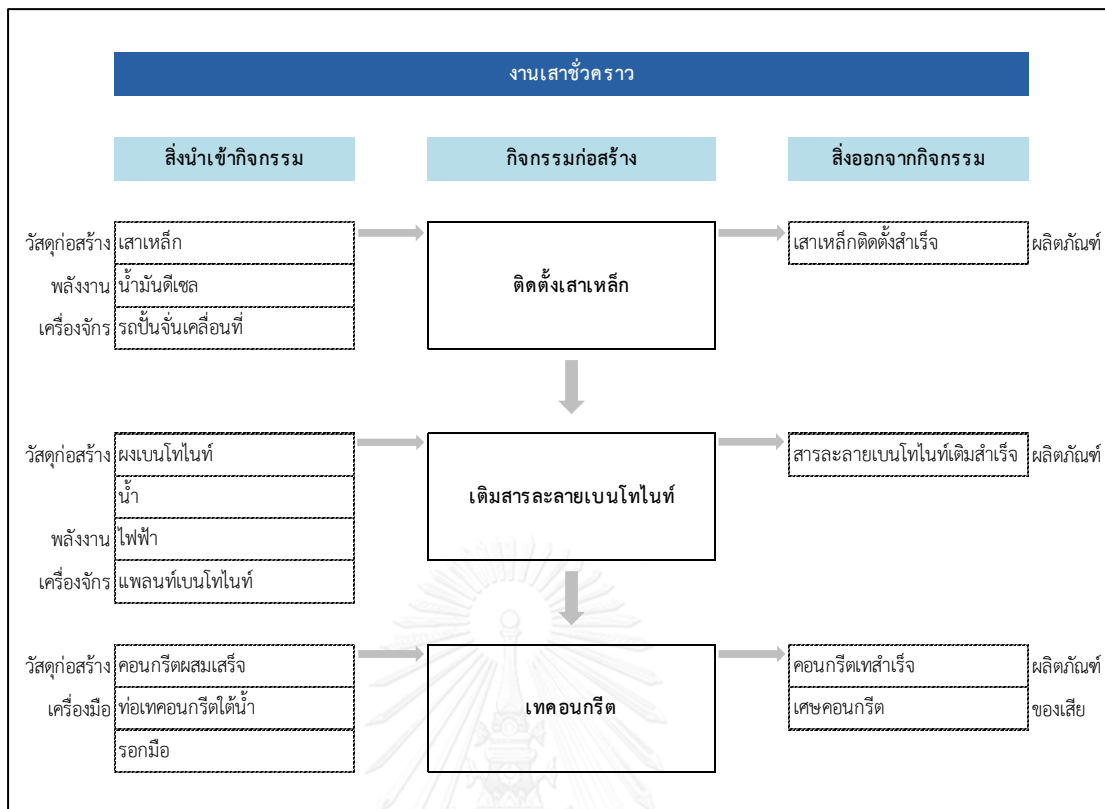 งานเสาชั่วคราว
สิ่งนำเข้ากิจกรรม กิจกรรมก่อสร้าง สิ่งออกจากกิจกรรม
วัสดุก่อสร้าง เสาเหล็ก เสาเหล็กติดตั้งสำเร็จ ผลิตภัณฑ์
พลังงาน น้ำมันดีเซล ติดตั้งเสาเหล็ก
เครื่องจักร รถปั้นจั่นเคลื่อนที่
วัสดุก่อสร้าง ผงเบนโทไนท์ สารละลายเบนโทไนท์เติมสำเร็จ ผลิตภัณฑ์
น้ำ เติมสารละลายเบนโทไนท์
พลังงาน ไฟฟ้า
เครื่องจักร แพลนท์เบนโทไนท์
วัสดุก่อสร้าง คอนกรีตผสมเสร็จ คอนกรีตเทสำเร็จ ผลิตภัณฑ์
เครื่องมือ ท่อเทคอนกรีตใต้น้ำ เทคอนกรีต เศษคอนกรีต ของเสีย
รอกมือ